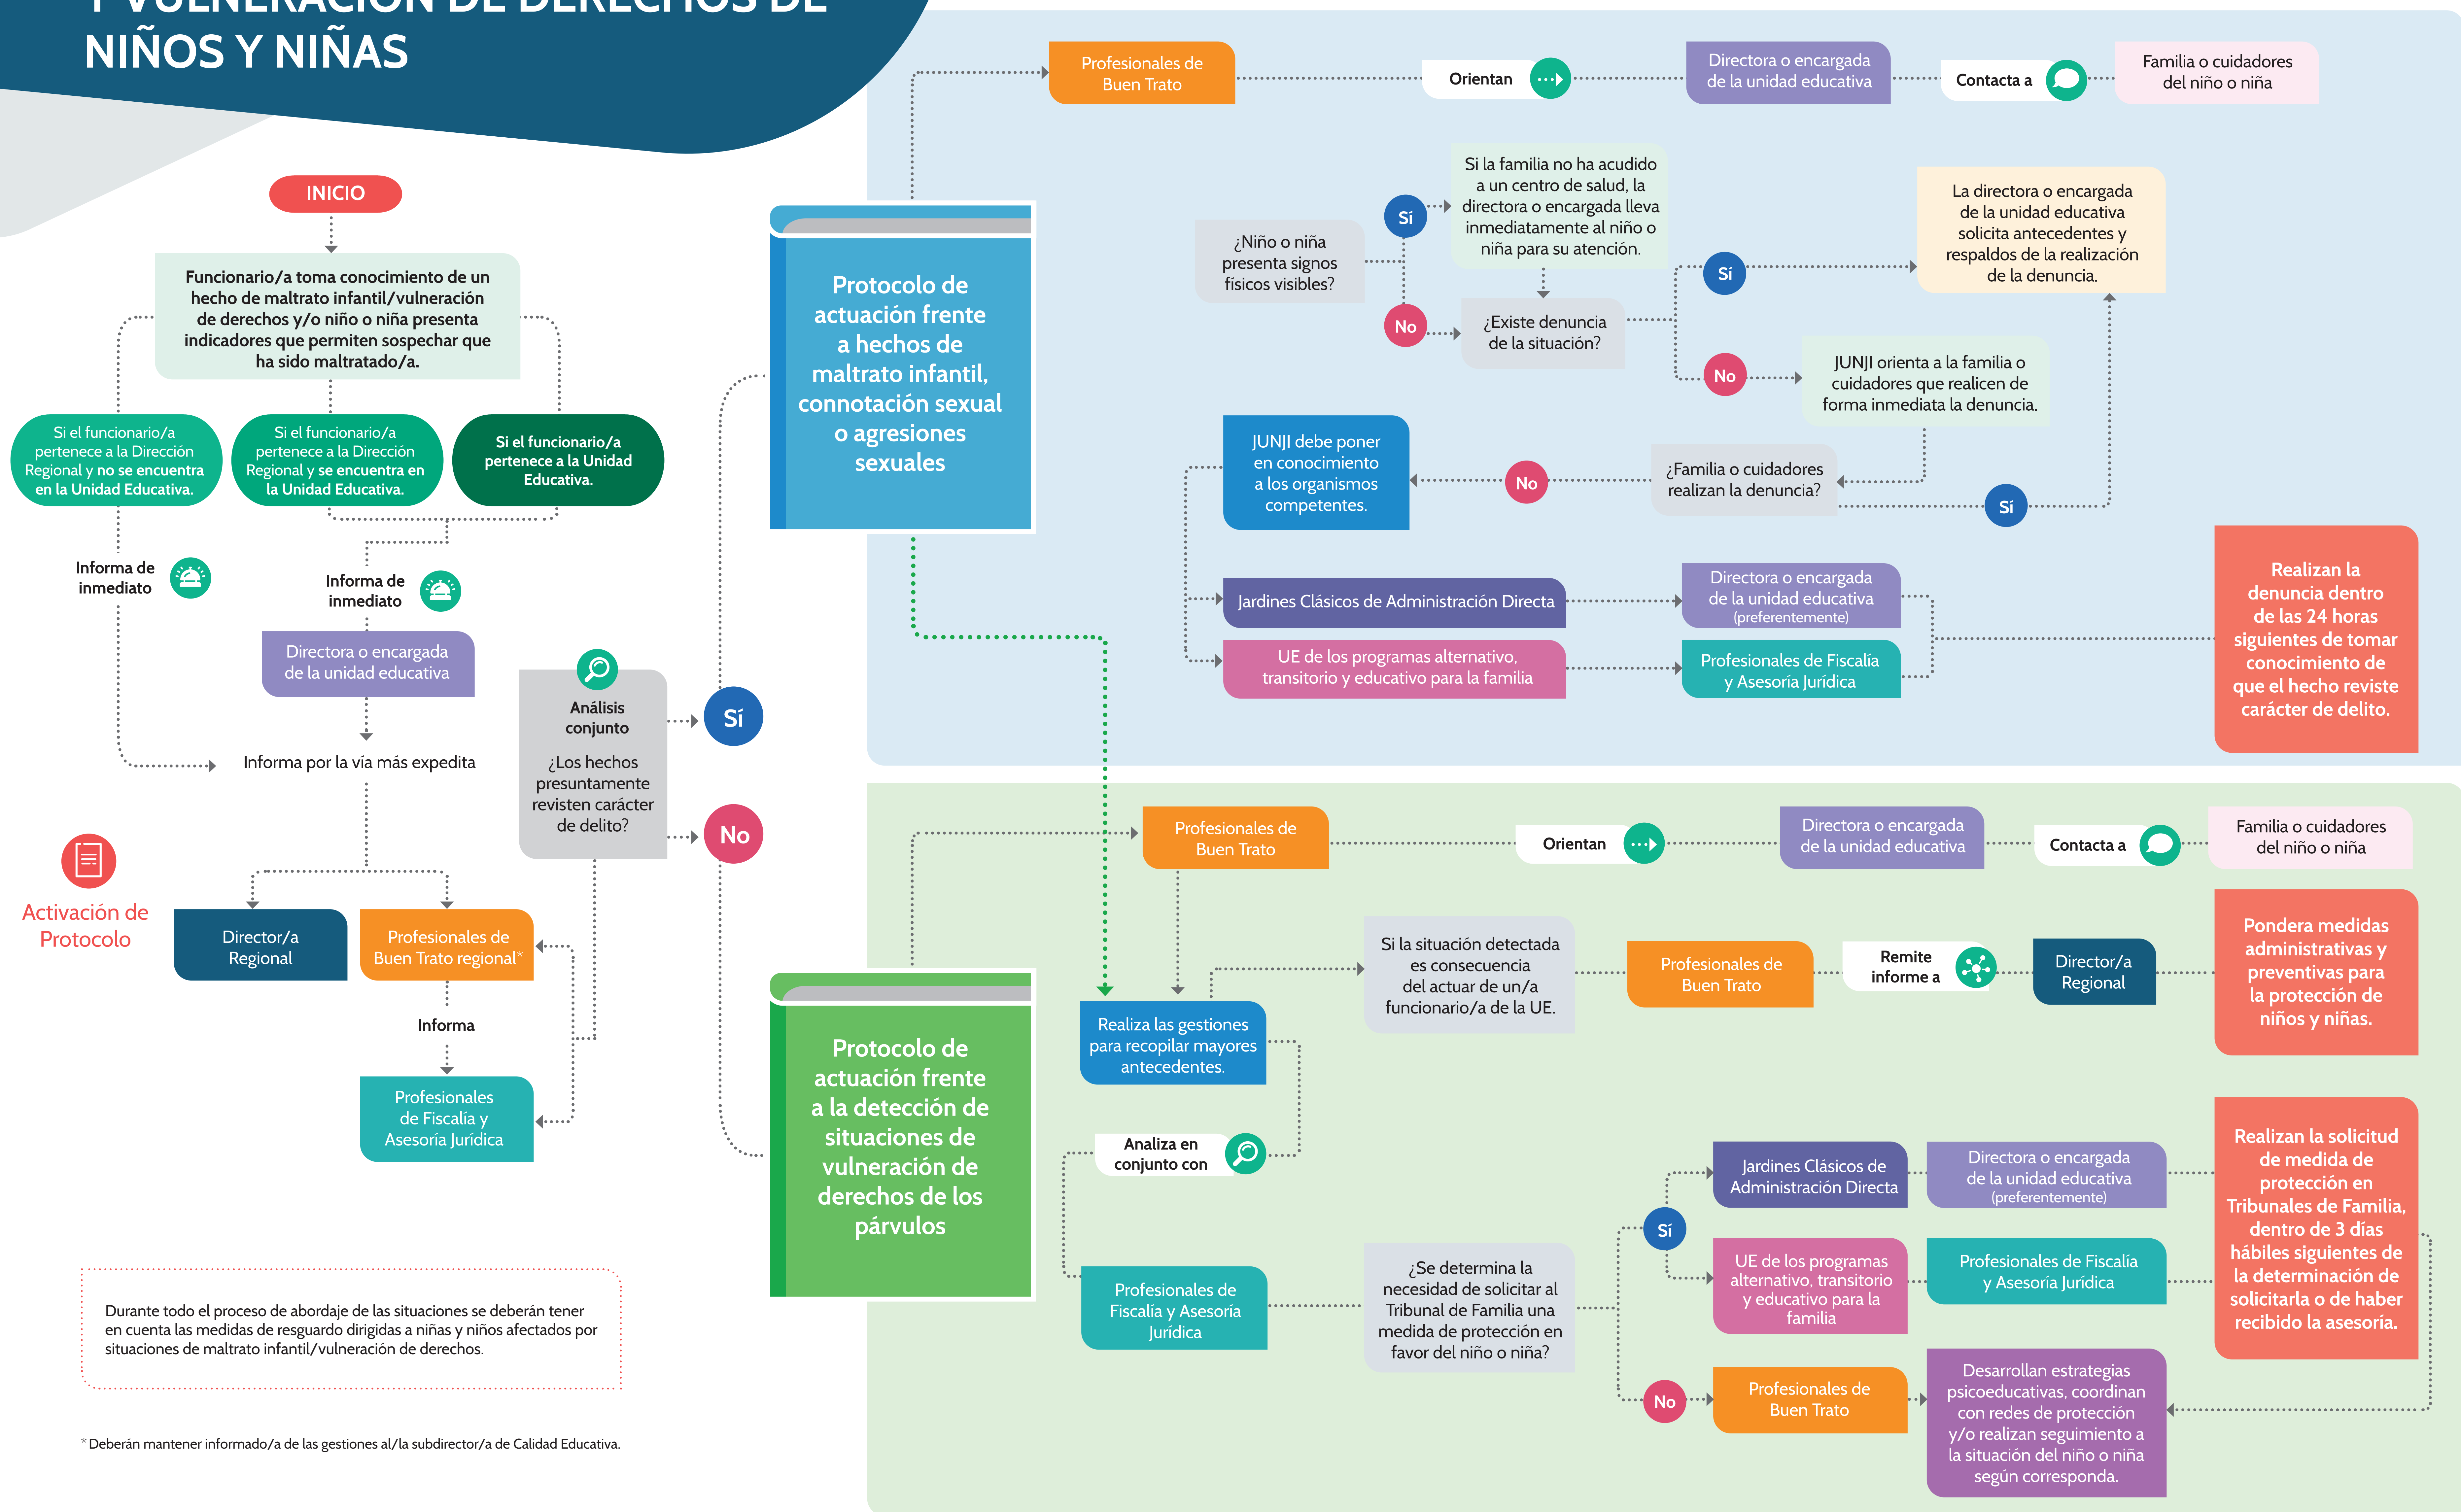 Y VULNERACIÓN DE DERECHOS DE
NIÑOS Y NIÑAS
INICIO
Funcionario/a toma conocimiento de un
hecho de maltrato infantil/vulneración
de derechos y/o niño o niña presenta
indicadores que permiten sospechar que
ha sido maltratado/a.
Si el funcionario/a
pertenece a la Dirección
Regional y no se encuentra
en la Unidad Educativa.
Si el funcionario/a
pertenece a la Dirección
Regional y se encuentra en
la Unidad Educativa.
Si el funcionario/a
pertenece a la Unidad
Educativa.
Informa de
inmediato
Informa de
inmediato
Directora o encargada
de la unidad educativa
Informa por la vía más expedita
Activación de
Protocolo
Director/a
Regional
Profesionales de
Buen Trato regional*
Informa
Profesionales
de Fiscalía y
Asesoría Jurídica
Análisis
conjunto
¿Los hechos
presuntamente
revisten carácter
de delito?
Sí
No
Durante todo el proceso de abordaje de las situaciones se deberán tener
en cuenta las medidas de resguardo dirigidas a niñas y niños afectados por
situaciones de maltrato infantil/vulneración de derechos.
* Deberán mantener informado/a de las gestiones al/la subdirector/a de Calidad Educativa.
Protocolo de
actuación frente
a hechos de
maltrato infantil,
connotación sexual
o agresiones
sexuales
Profesionales de
Buen Trato
Orientan
Directora o encargada
de la unidad educativa
Contacta a
Familia o cuidadores
del niño o niña
¿Niño o niña
presenta signos
físicos visibles?
Sí
No
Si la familia no ha acudido
a un centro de salud, la
directora o encargada lleva
inmediatamente al niño o
niña para su atención.
¿Existe denuncia
de la situación?
Sí
No
La directora o encargada
de la unidad educativa
solicita antecedentes y
respaldos de la realización
de la denuncia.
JUNJI orienta a la familia o
cuidadores que realicen de
forma inmediata la denuncia.
¿Familia o cuidadores
realizan la denuncia?
Sí
No
JUNJI debe poner
en conocimiento
a los organismos
competentes.
Jardines Clásicos de Administración Directa
Directora o encargada
de la unidad educativa
(preferentemente)
UE de los programas alternativo,
transitorio y educativo para la familia
Profesionales de Fiscalía
y Asesoría Jurídica
Realizan la
denuncia dentro
de las 24 horas
siguientes de tomar
conocimiento de
que el hecho reviste
carácter de delito.
Protocolo de
actuación frente
a la detección de
situaciones de
vulneración de
derechos de los
párvulos
Profesionales de
Buen Trato
Orientan
Directora o encargada
de la unidad educativa
Contacta a
Familia o cuidadores
del niño o niña
Realiza las gestiones
para recopilar mayores
antecedentes.
Si la situación detectada
es consecuencia
del actuar de un/a
funcionario/a de la UE.
Profesionales de
Buen Trato
Remite
informe a
Director/a
Regional
Pondera medidas
administrativas y
preventivas para
la protección de
niños y niñas.
Analiza en
conjunto con
Profesionales de
Fiscalía y Asesoría
Jurídica
¿Se determina la
necesidad de solicitar al
Tribunal de Familia una
medida de protección en
favor del niño o niña?
Sí
Jardines Clásicos de
Administración Directa
Directora o encargada
de la unidad educativa
(preferentemente)
UE de los programas
alternativo, transitorio
y educativo para la
familia
Profesionales de Fiscalía
y Asesoría Jurídica
Realizan la solicitud
de medida de
protección en
Tribunales de Familia,
dentro de 3 días
hábiles siguientes de
la determinación de
solicitarla o de haber
recibido la asesoría.
No
Profesionales de
Buen Trato
Desarrollan estrategias
psicoeducativas, coordinan
con redes de protección
y/o realizan seguimiento a
la situación del niño o niña
según corresponda.